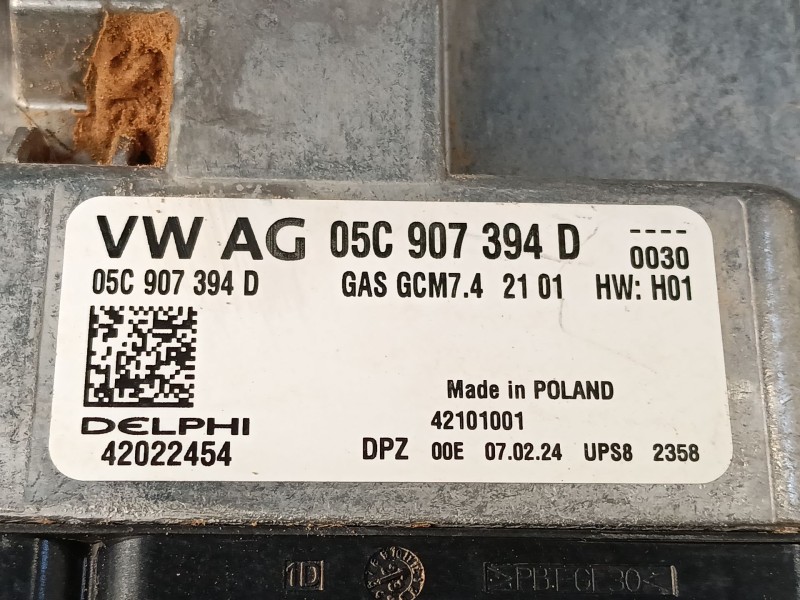 VW AG 05C 907 394 D ----
0030
05C 907 394 D GAS GCM7.4 21 01 HW: H01
Made in POLAND
DELPHI 42101001
42022454 DPZ 00E 07.02.24 UPS8 2358
1D